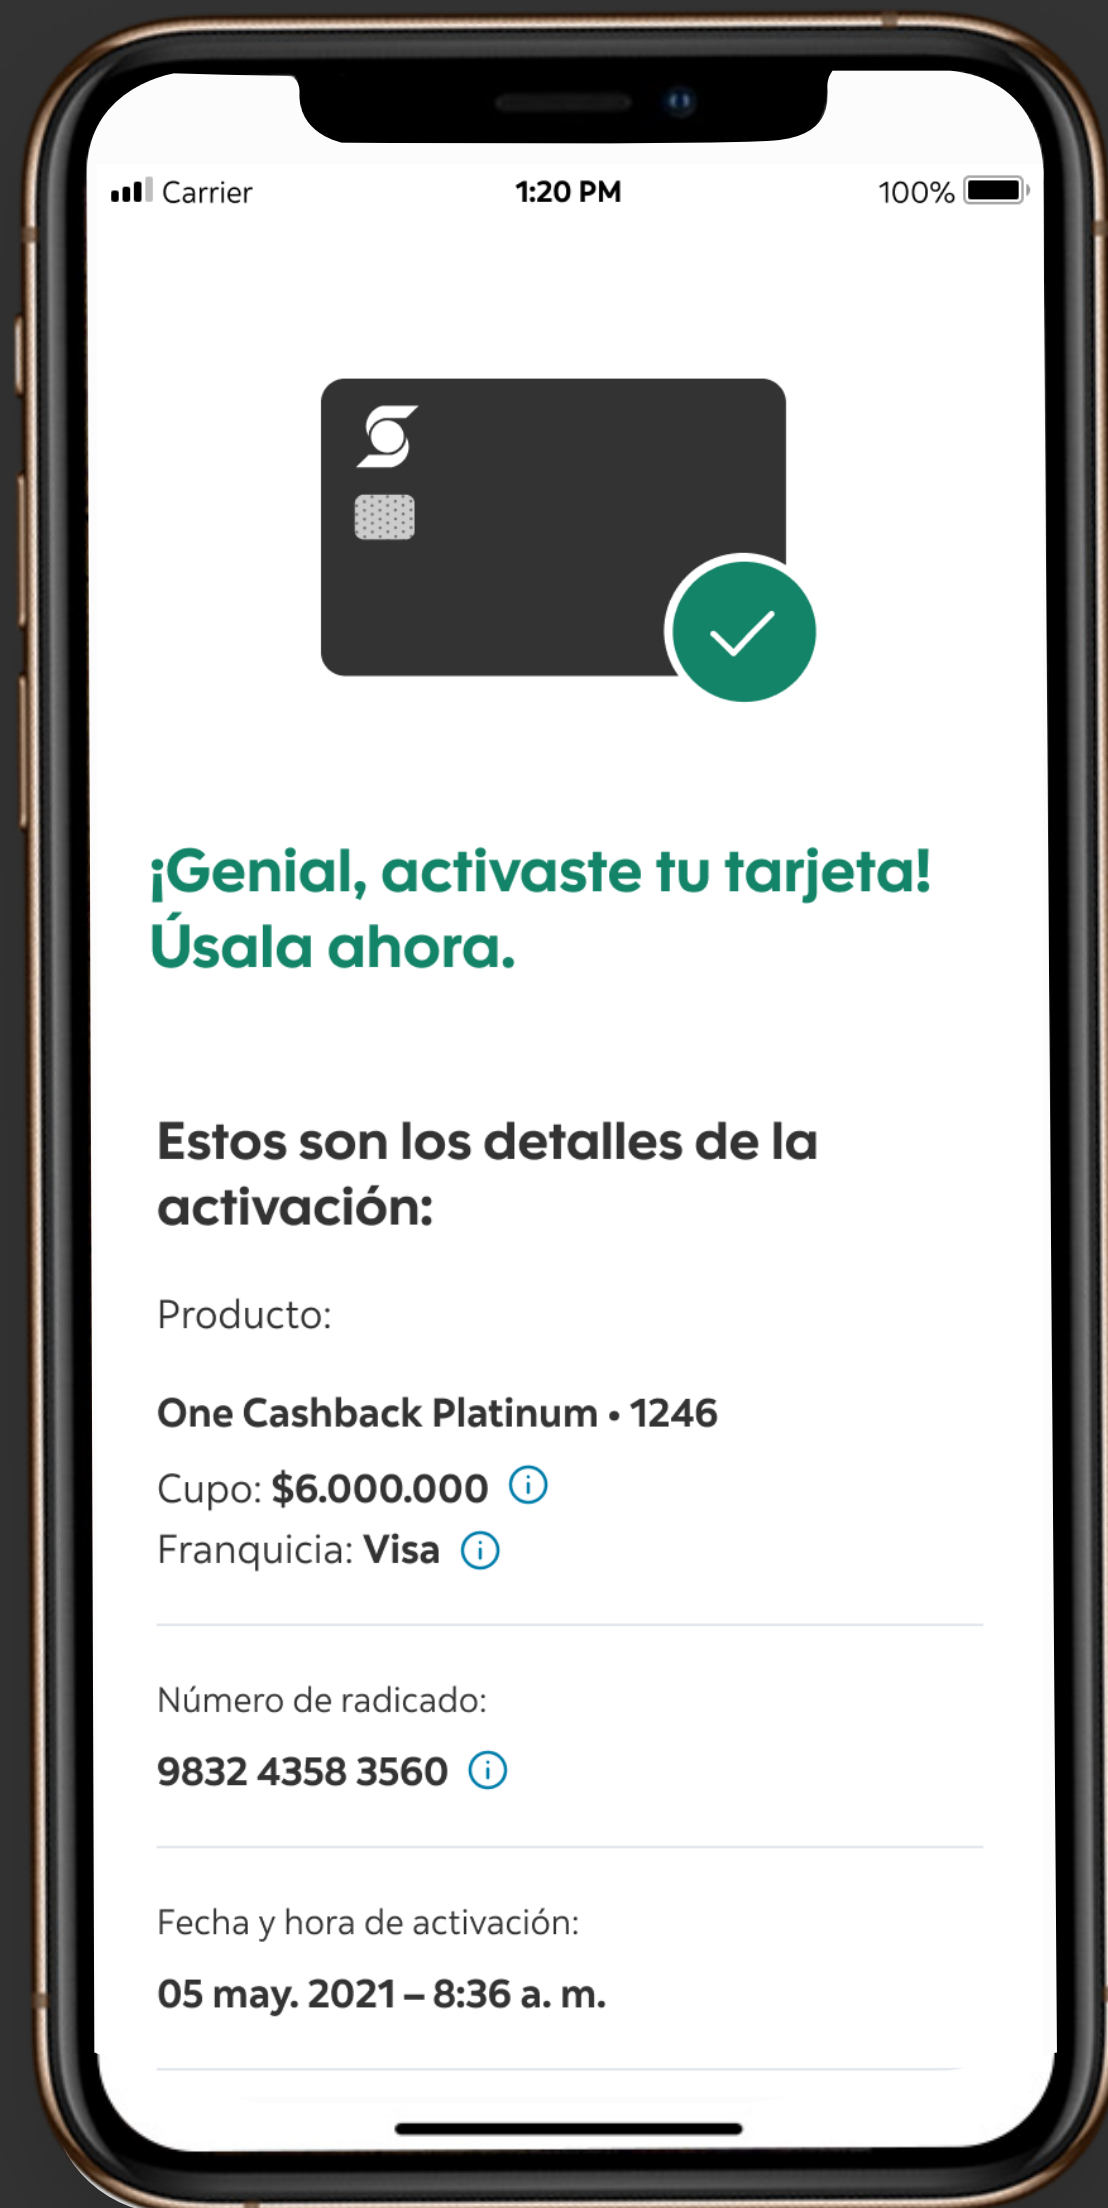 Carrier 1:20 PM 100%
¡Genial, activaste tu tarjeta!
Úsala ahora.
Estos son los detalles de la
activación:
Producto:
One Cashback Platinum • 1246
Cupo: $6.000.000
Franquicia: Visa
Número de radicado:
9832 4358 3560
Fecha y hora de activación:
05 may. 2021 – 8:36 a. m.